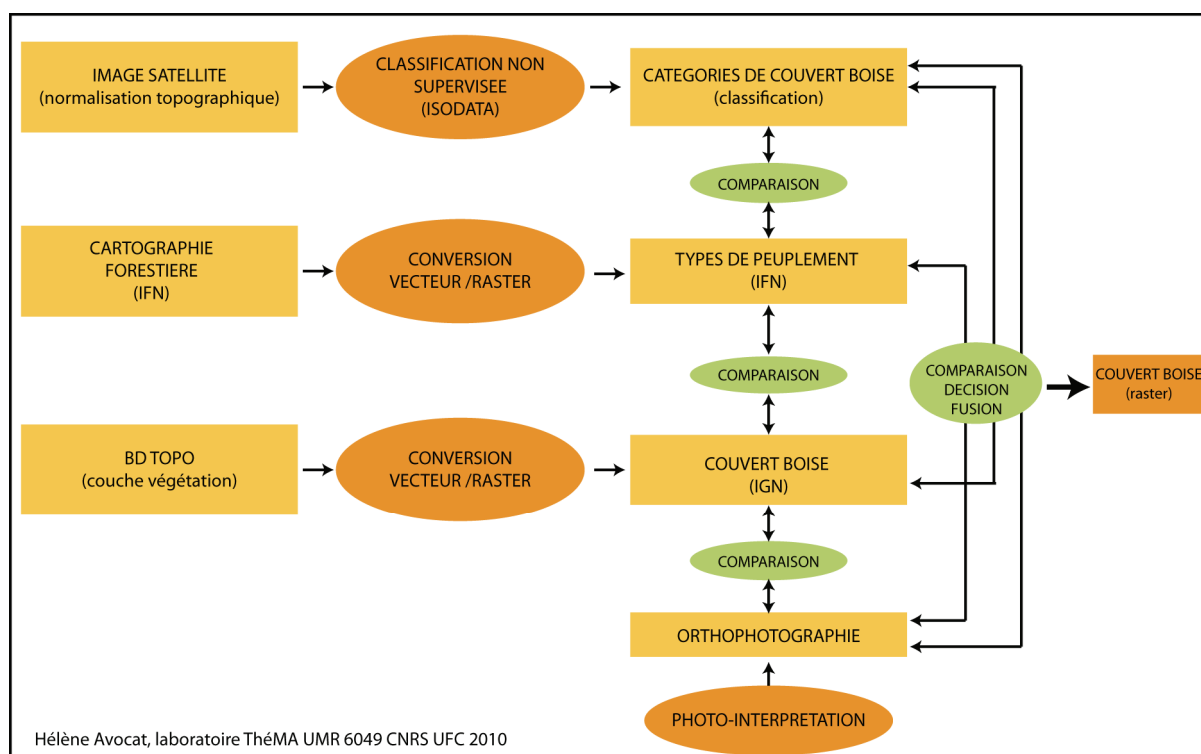 IMAGE SATELLITE
(normalisation topographique)
CLASSIFICATION NON
SUPERVISEE
(ISODATA)
CATEGORIES DE COUVERT BOISE
(classification)
COMPARAISON
CARTOGRAPHIE
FORESTIERE
(IFN)
CONVERSION
VECTEUR /RASTER
TYPES DE PEUPLEMENT
(IFN)
COMPARAISON
COMPARAISON
DECISION
FUSION
COUVERT BOISE
(raster)
BD TOPO
(couche végétation)
CONVERSION
VECTEUR /RASTER
COUVERT BOISE
(IGN)
COMPARAISON
ORTHOPHOTOGRAPHIE
PHOTO-INTERPRETATION
Hélène Avocat, laboratoire ThéMA UMR 6049 CNRS UFC 2010